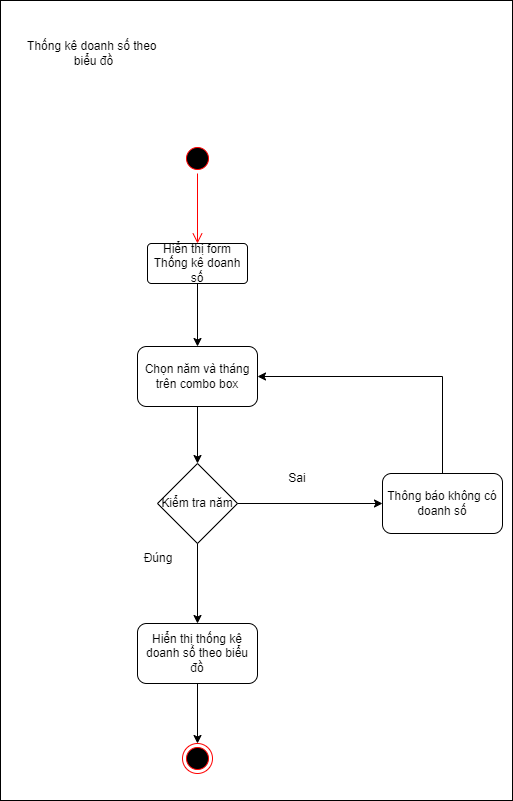 Thống kê doanh số theo
biểu đồ
Hiển thị form
Thống kê doanh
số
Chọn năm và tháng
trên combo box
Kiểm tra năm
Sai
Thông báo không có
doanh số
Đúng
Hiển thị thống kê
doanh số theo biểu
đồ